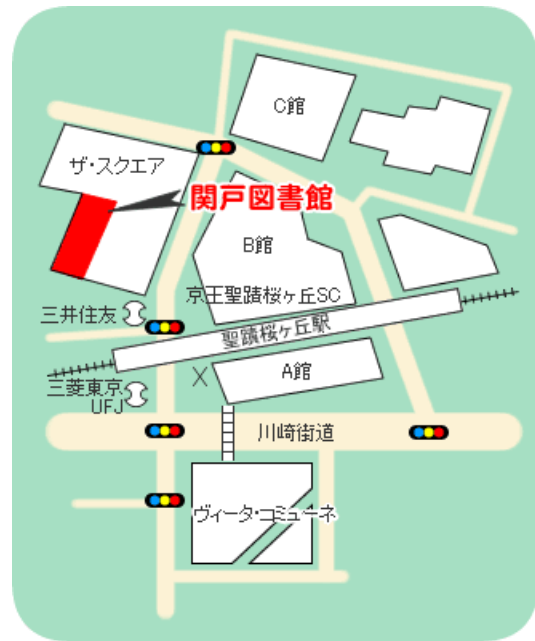 C館
ザ・スクエア
関戸図書館
B館
京王聖蹟桜ヶ丘SC
三井住友
聖蹟桜ヶ丘駅
A館
三菱東京
UFJ
川崎街道
ヴィータ・コミューネ